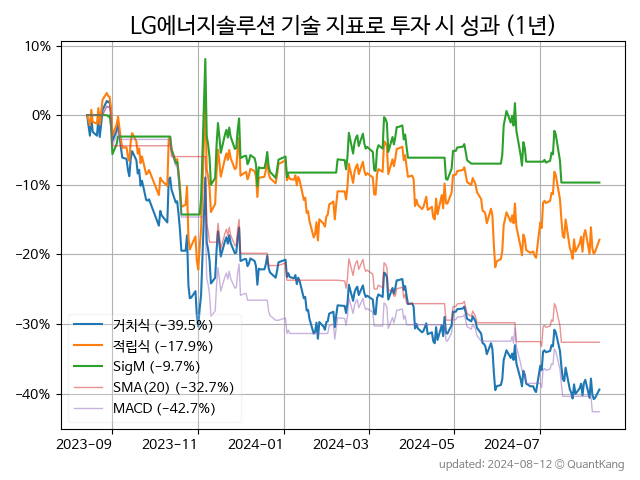 LG에너지솔루션 기술 지표로 투자 시 성과 (1년)
10%
0%
−10%
−20%
−30%
−40%
거치식 (−39.5%)
적립식 (−17.9%)
SigM (−9.7%)
SMA(20) (−32.7%)
MACD (−42.7%)
2023-09 2023-11 2024-01 2024-03 2024-05 2024-07
updated: 2024-08-12 ⓒ QuantKang